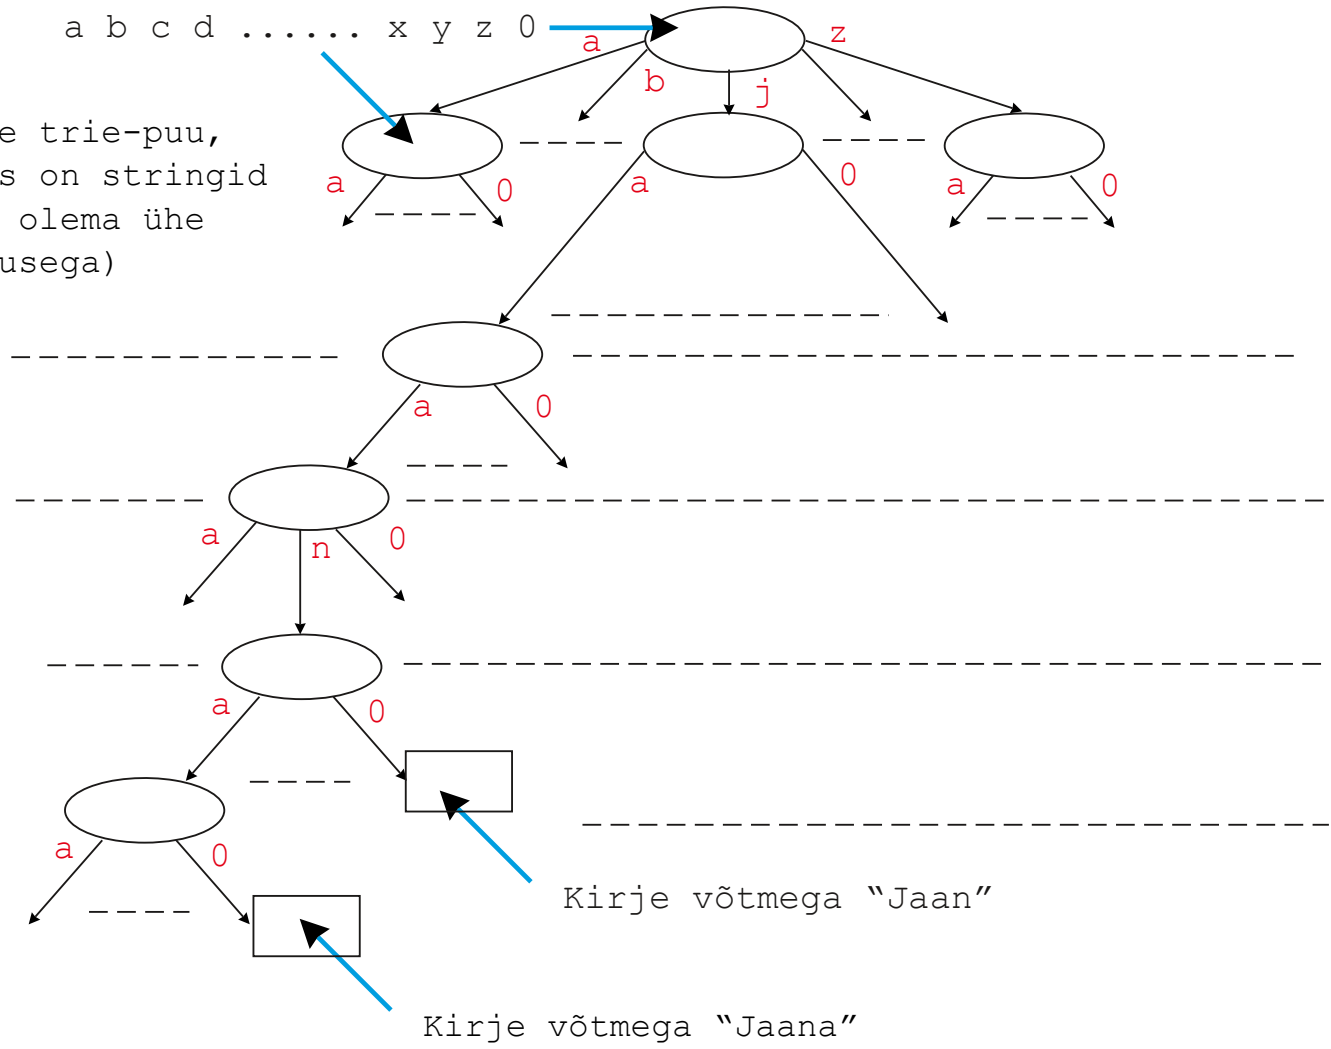 a b c d ...... x y z 0
a
z
b
j
e trie-puu,
s on stringid
olema ühe
usega)
a
0
a
0
a
0
a
0
a
n
0
a
0
a
0
Kirje võtmega “Jaan”
Kirje võtmega “Jaana”